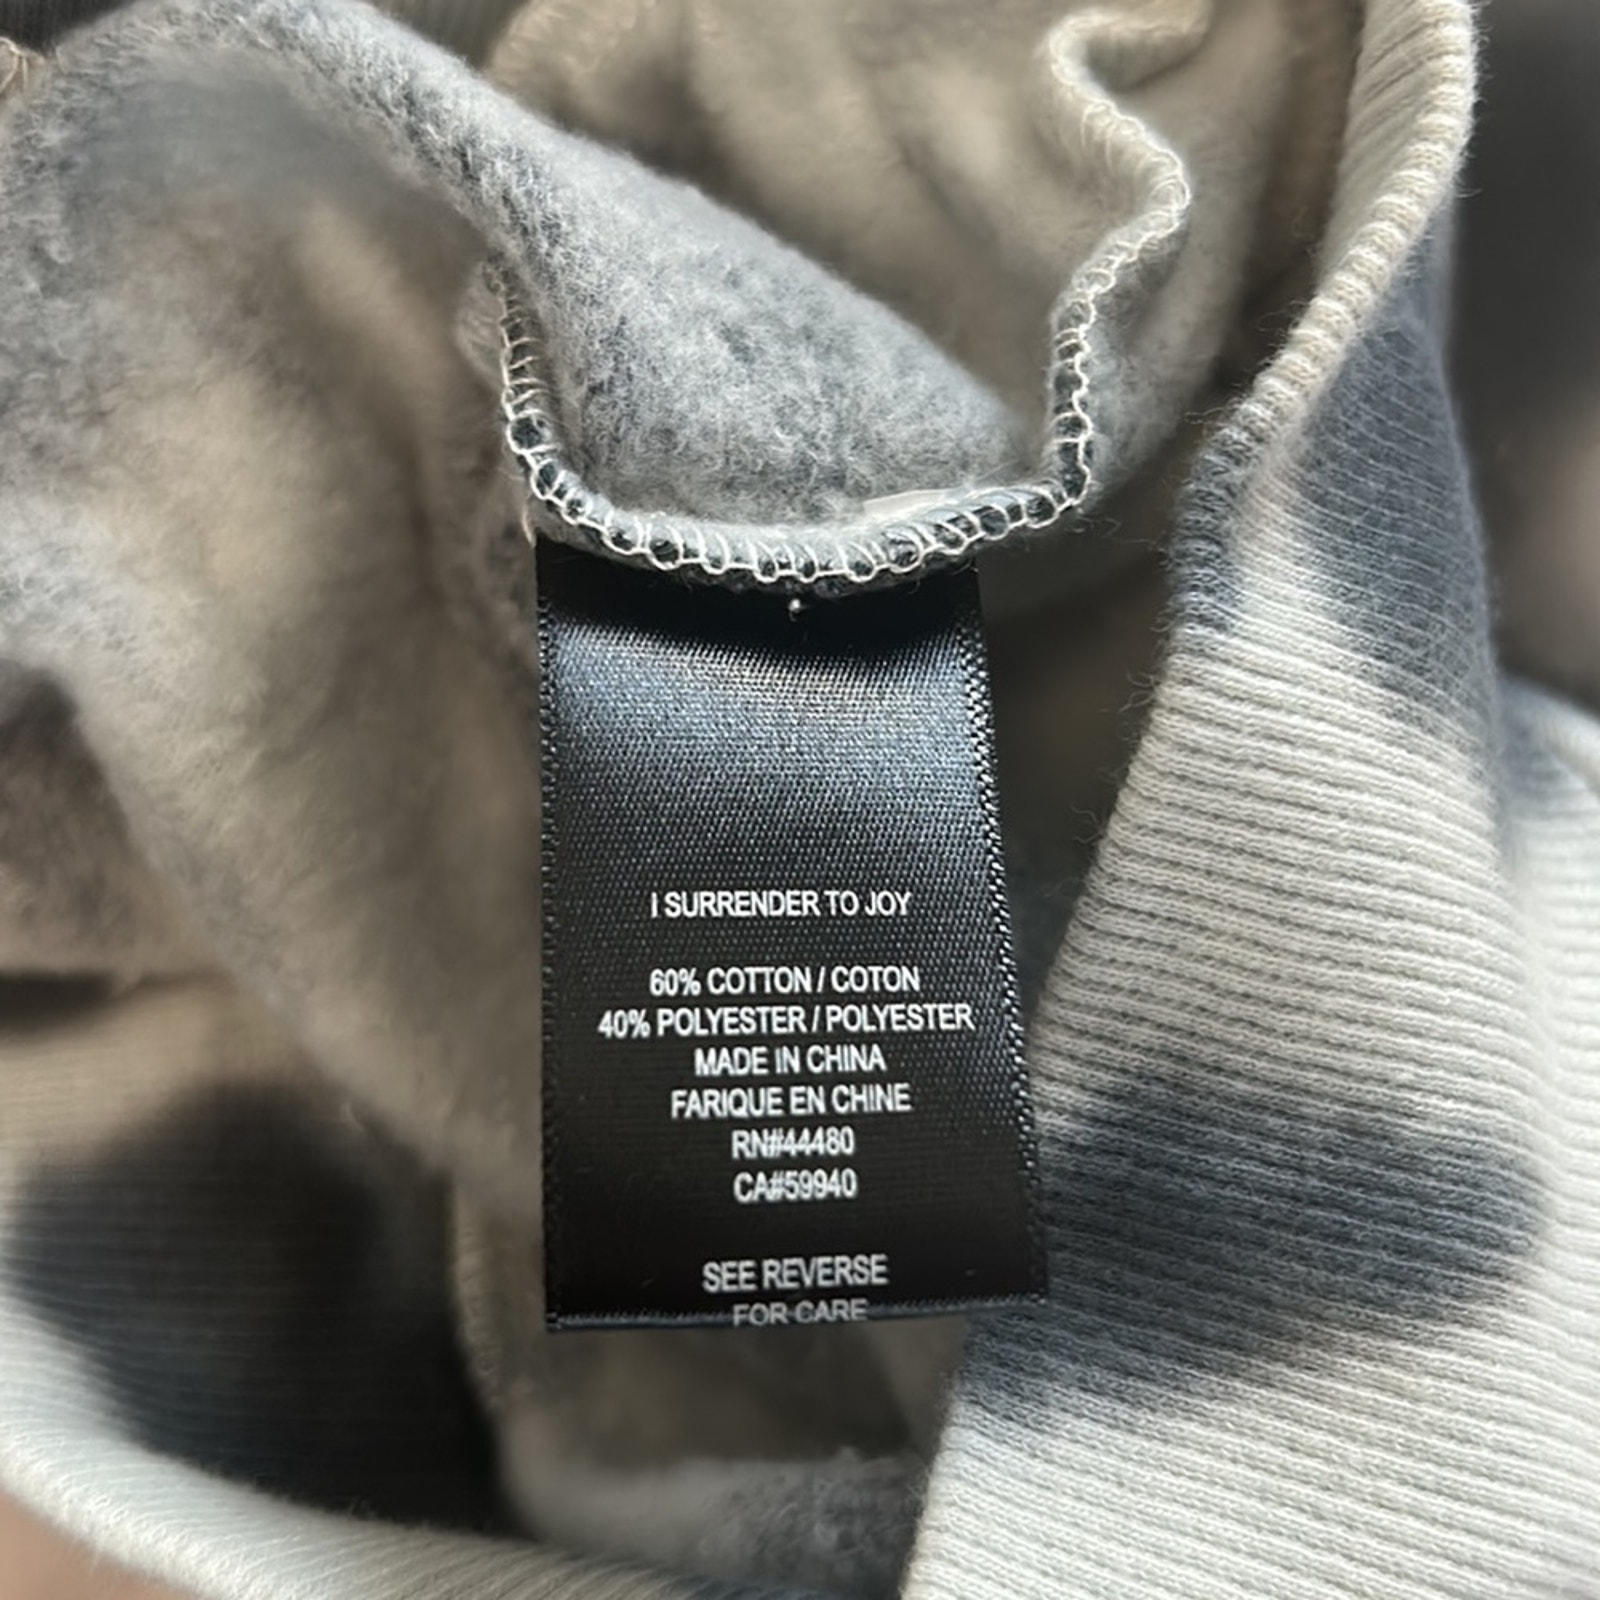 I SURRENDER TO JOY
60% COTTON / COTON
40% POLYESTER / POLYESTER
MADE IN CHINA
FARIQUE EN CHINE
RN#44480
CA#59940
SEE REVERSE
FOR CARE